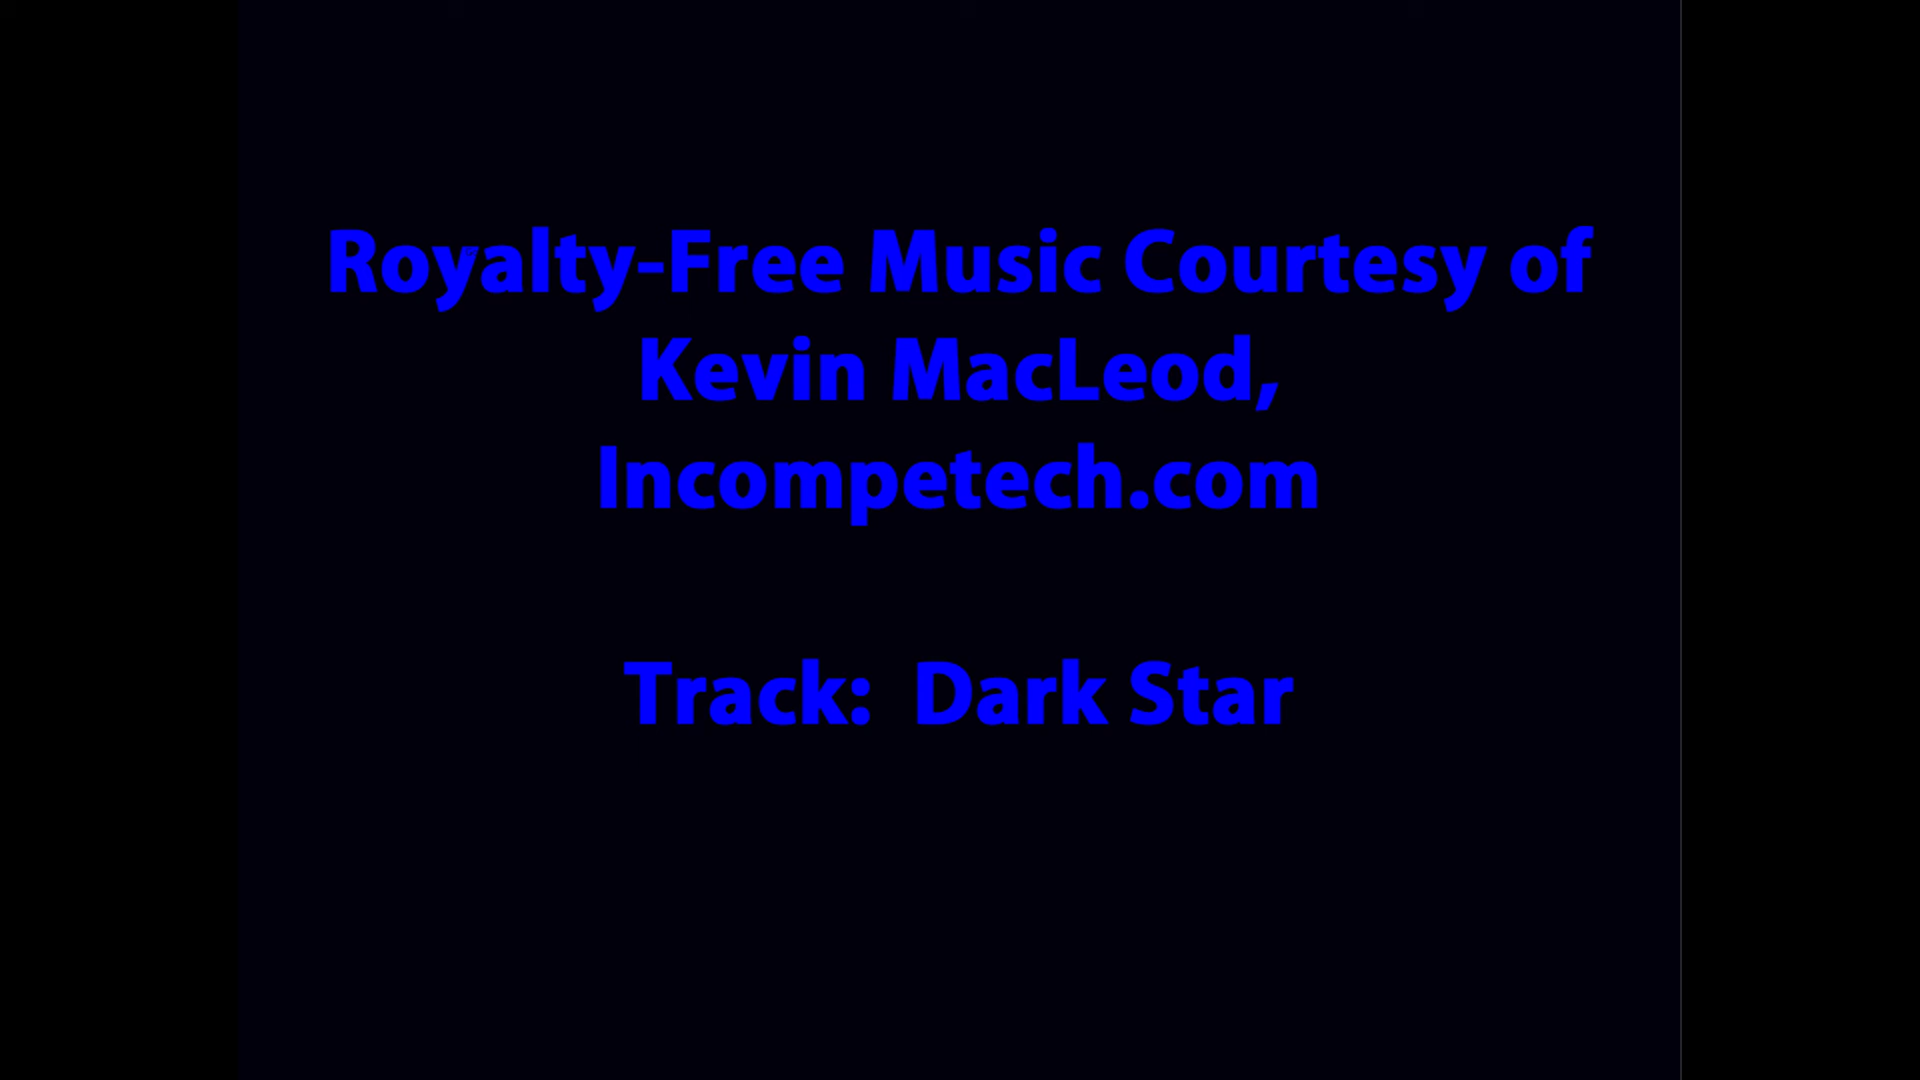 Royalty-Free Music Courtesy of
Kevin MacLeod,
Incompetech.com
Track:  Dark Star